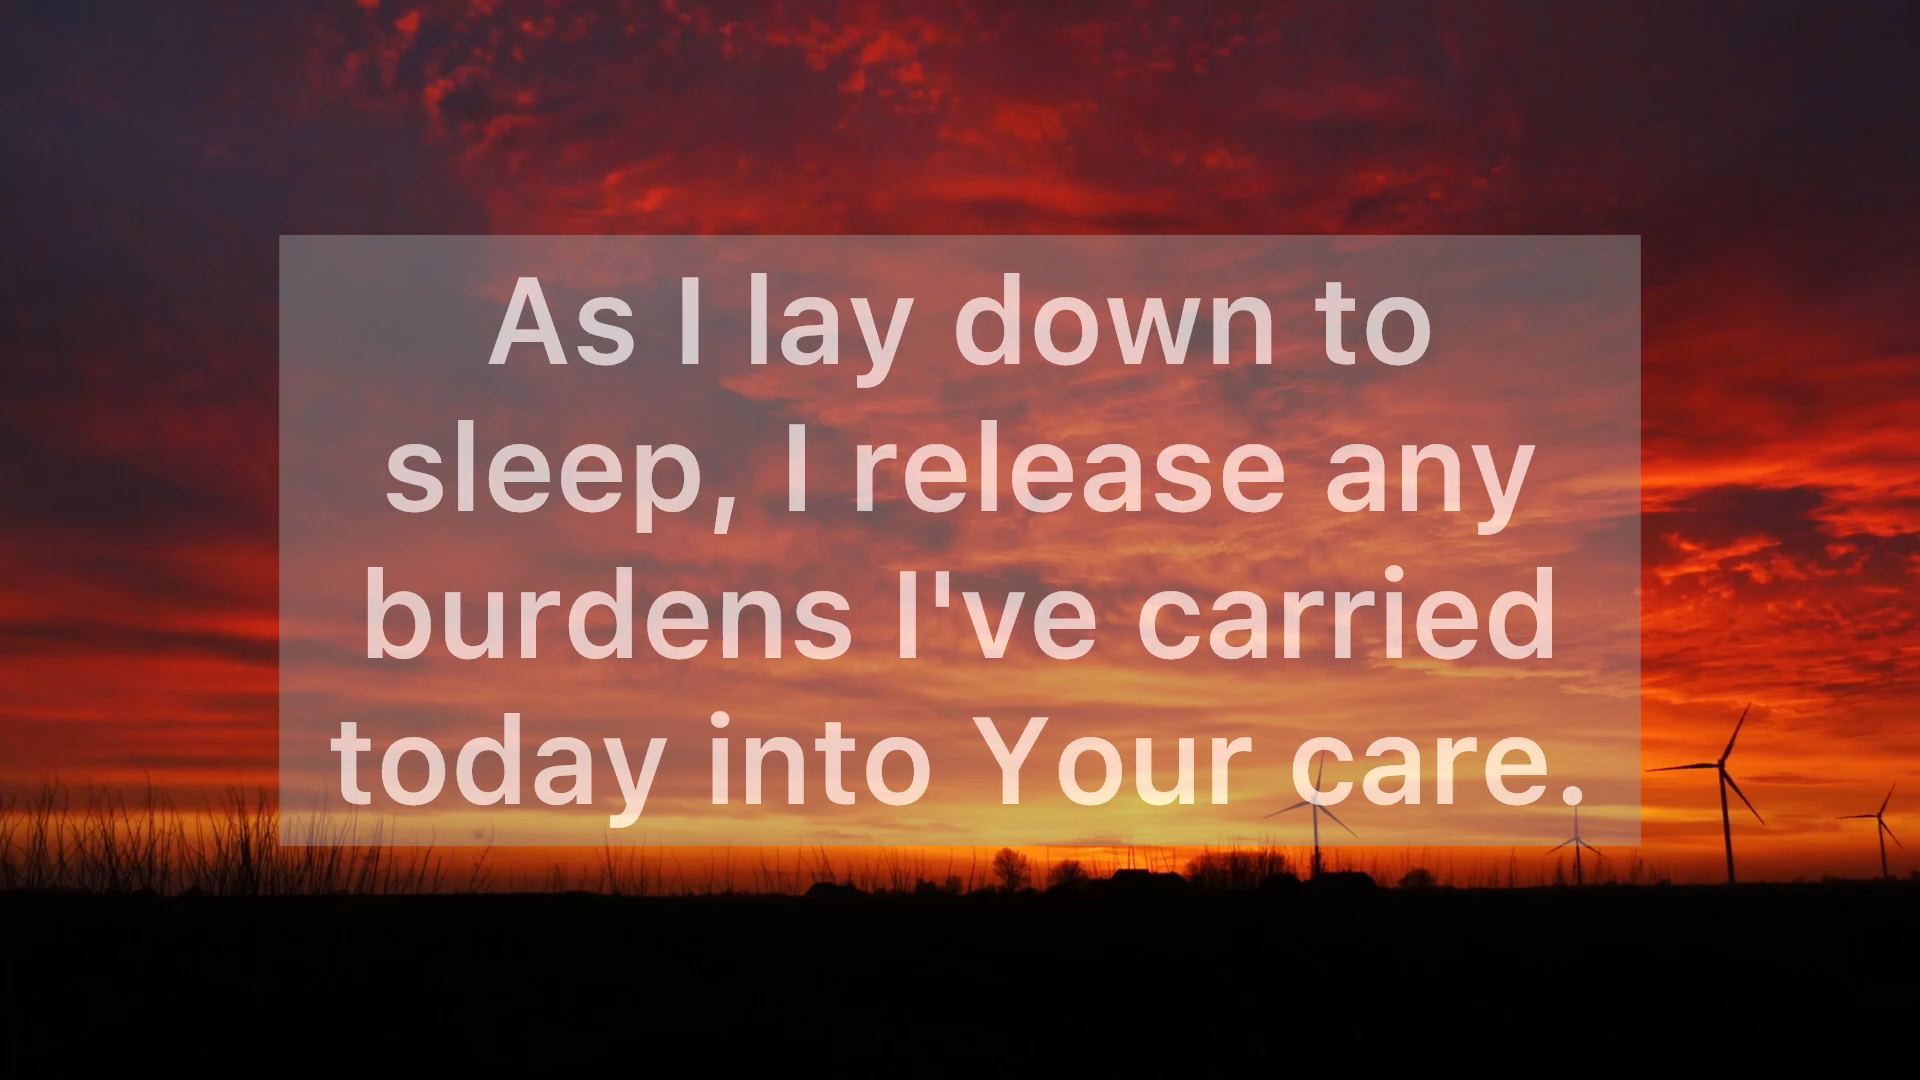 As I lay down to
sleep, I release any
burdens I've carried
today into Your care.